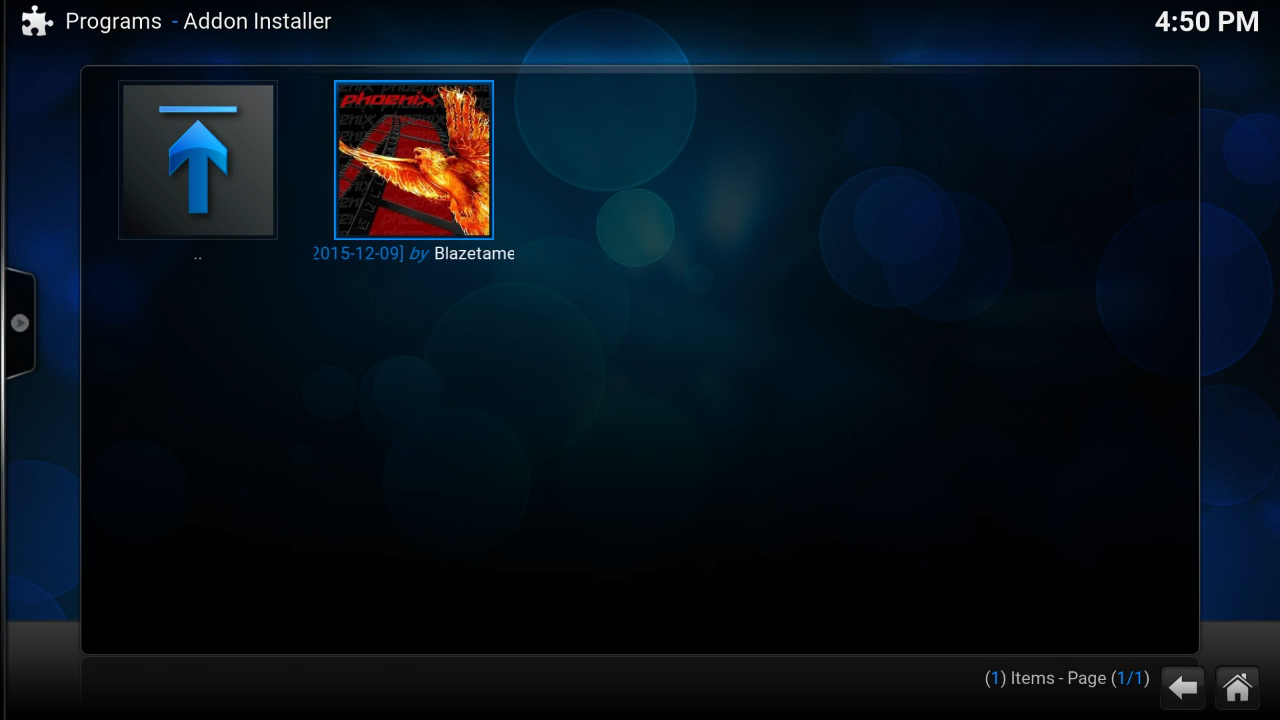 Programs - Addon Installer
4:50 PM
phoenix
..
2015-12-09] by Blazetame
(1) Items - Page (1/1)